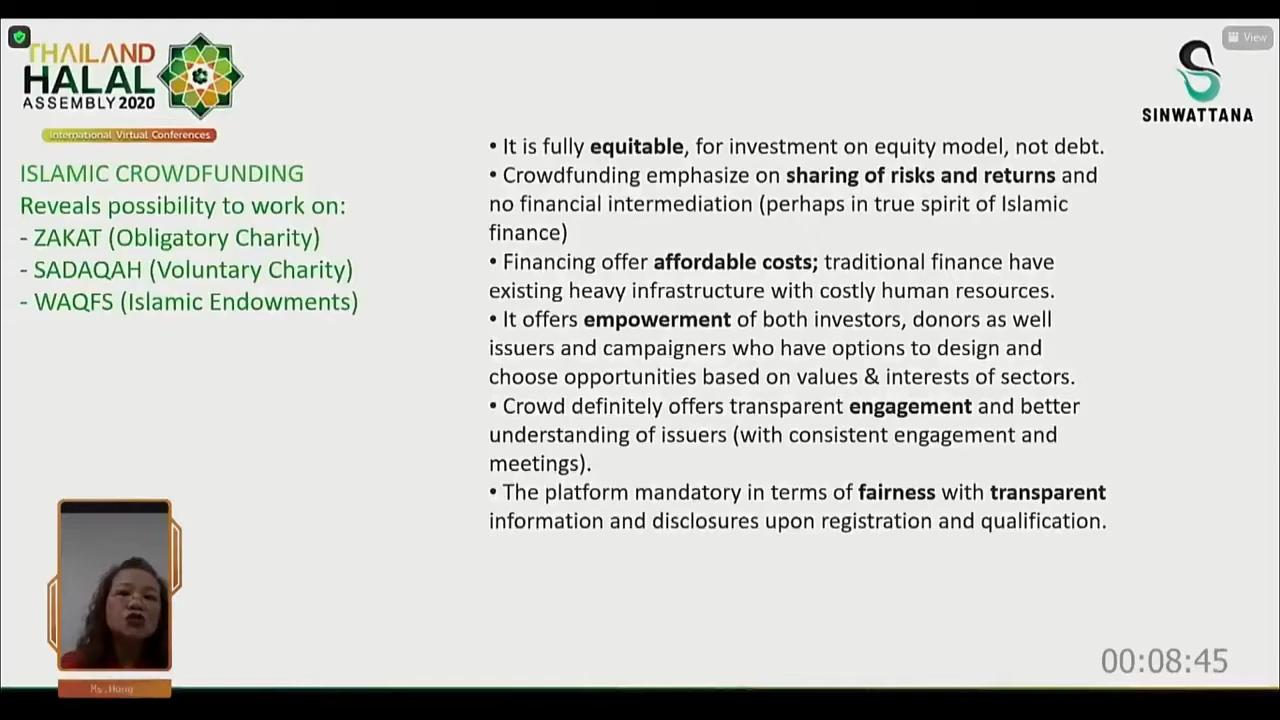 THAILAND
HALAL
ASSEMBLY 2020
International Virtual Conferences
View
SINWATTANA
ISLAMIC CROWDFUNDING
Reveals possibility to work on:
- ZAKAT (Obligatory Charity)
- SADAQAH (Voluntary Charity)
- WAQFS (Islamic Endowments)
• It is fully equitable, for investment on equity model, not debt.
• Crowdfunding emphasize on sharing of risks and returns and
no financial intermediation (perhaps in true spirit of Islamic
finance)
• Financing offer affordable costs; traditional finance have
existing heavy infrastructure with costly human resources.
• It offers empowerment of both investors, donors as well
issuers and campaigners who have options to design and
choose opportunities based on values & interests of sectors.
• Crowd definitely offers transparent engagement and better
understanding of issuers (with consistent engagement and
meetings).
• The platform mandatory in terms of fairness with transparent
information and disclosures upon registration and qualification.
Ms.Hong
00:08:45